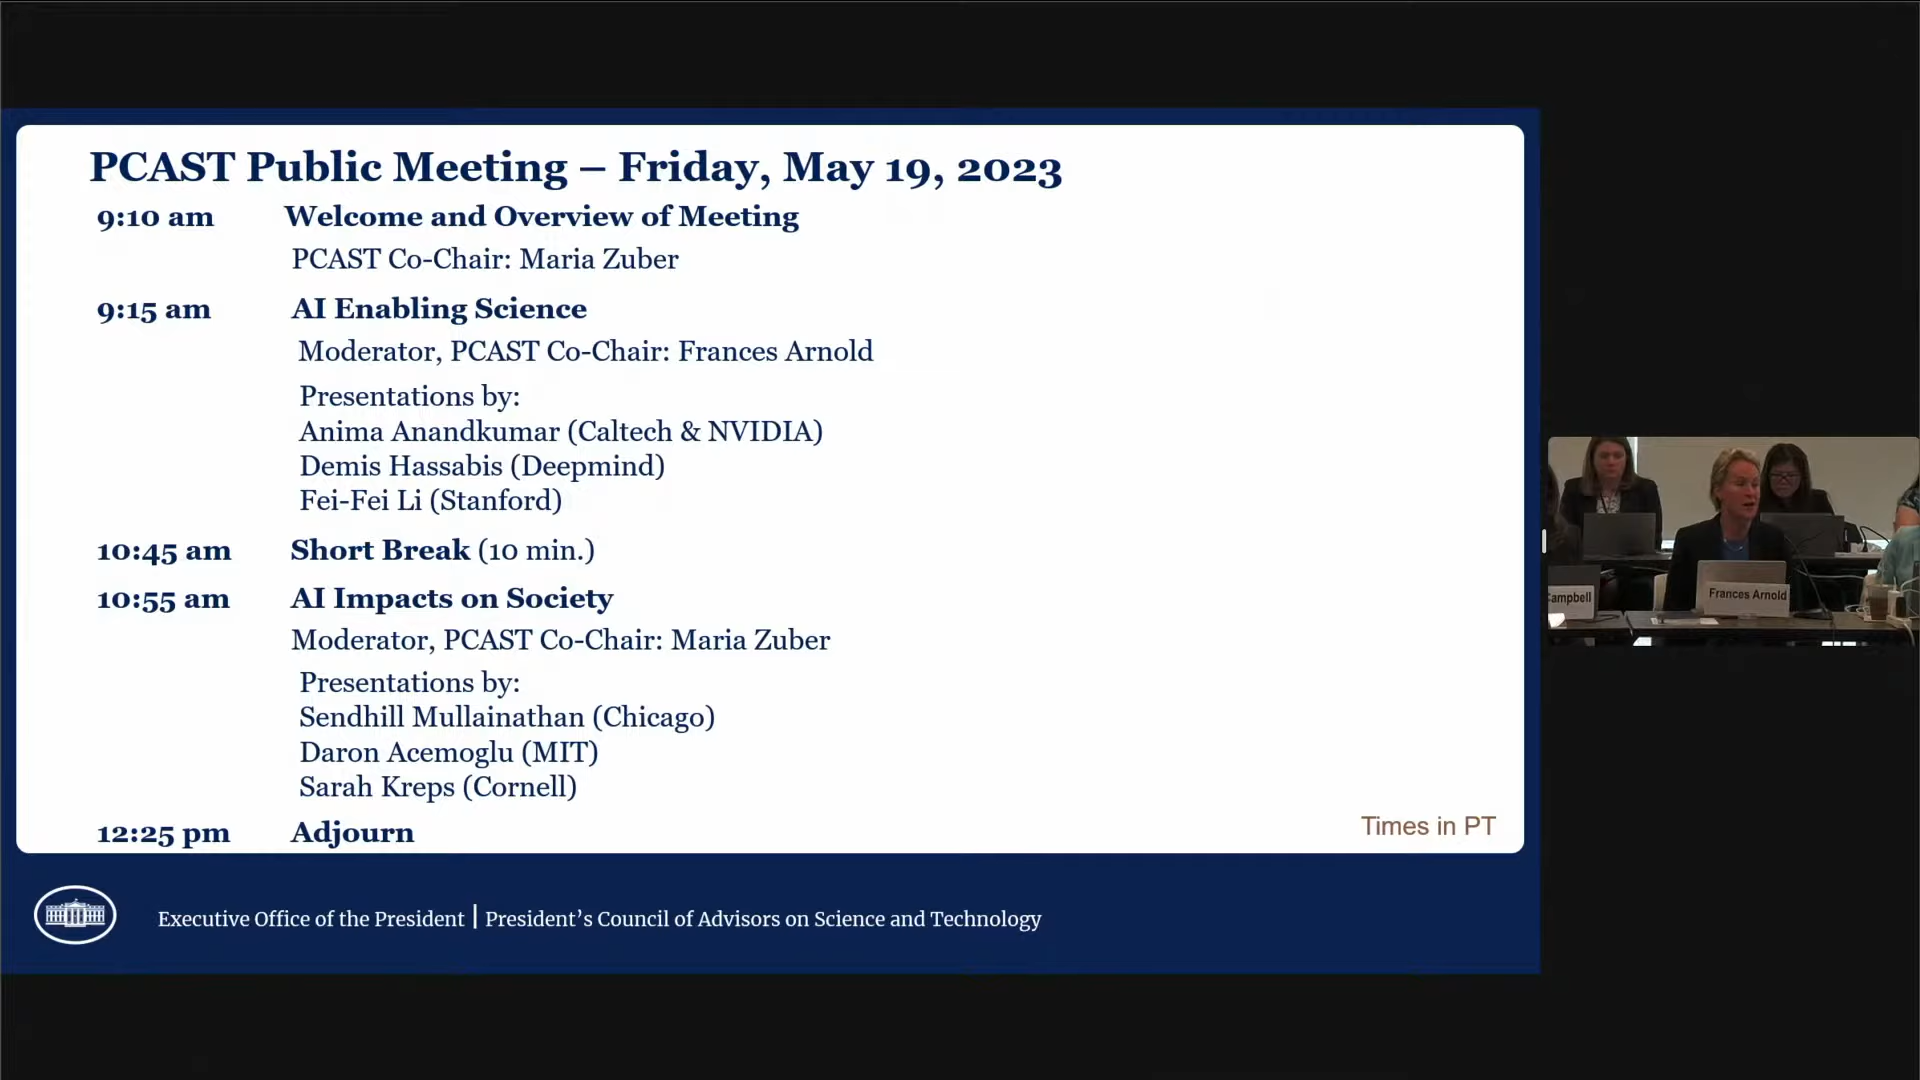 PCAST Public Meeting – Friday, May 19, 2023
9:10 am Welcome and Overview of Meeting
PCAST Co-Chair: Maria Zuber
9:15 am AI Enabling Science
Moderator, PCAST Co-Chair: Frances Arnold
Presentations by:
Anima Anandkumar (Caltech & NVIDIA)
Demis Hassabis (Deepmind)
Fei-Fei Li (Stanford)
10:45 am Short Break (10 min.)
10:55 am AI Impacts on Society
Moderator, PCAST Co-Chair: Maria Zuber
Presentations by:
Sendhill Mullainathan (Chicago)
Daron Acemoglu (MIT)
Sarah Kreps (Cornell)
12:25 pm Adjourn
Times in PT
Executive Office of the President | President’s Council of Advisors on Science and Technology
Campbell
Frances Arnold